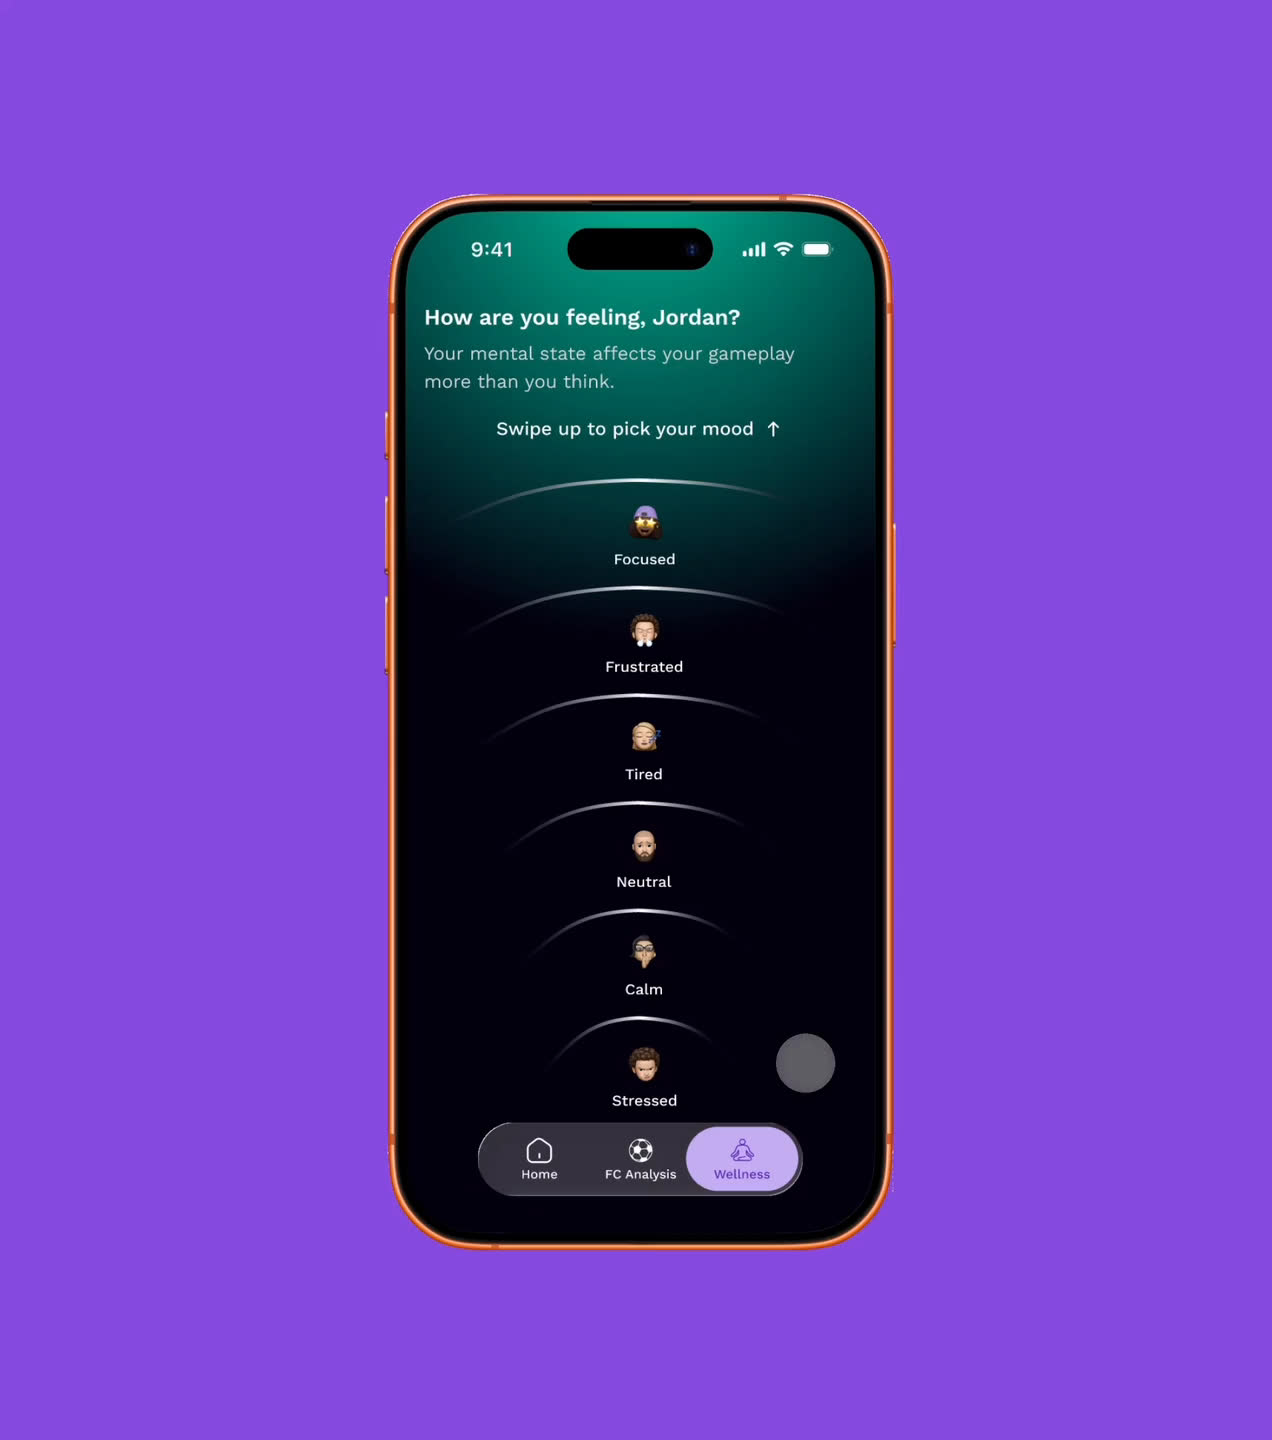 9:41
How are you feeling, Jordan?
Your mental state affects your gameplay
more than you think.
Swipe up to pick your mood ↑
Focused
Frustrated
Tired
Neutral
Calm
Stressed
Home
FC Analysis
Wellness